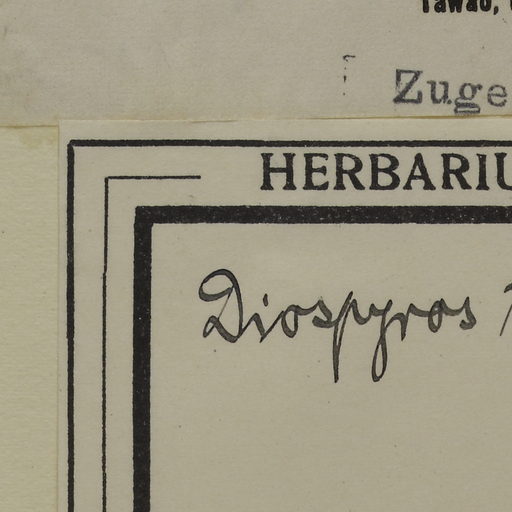 Tawao,
Zuge
HERBARIU
Diospyros